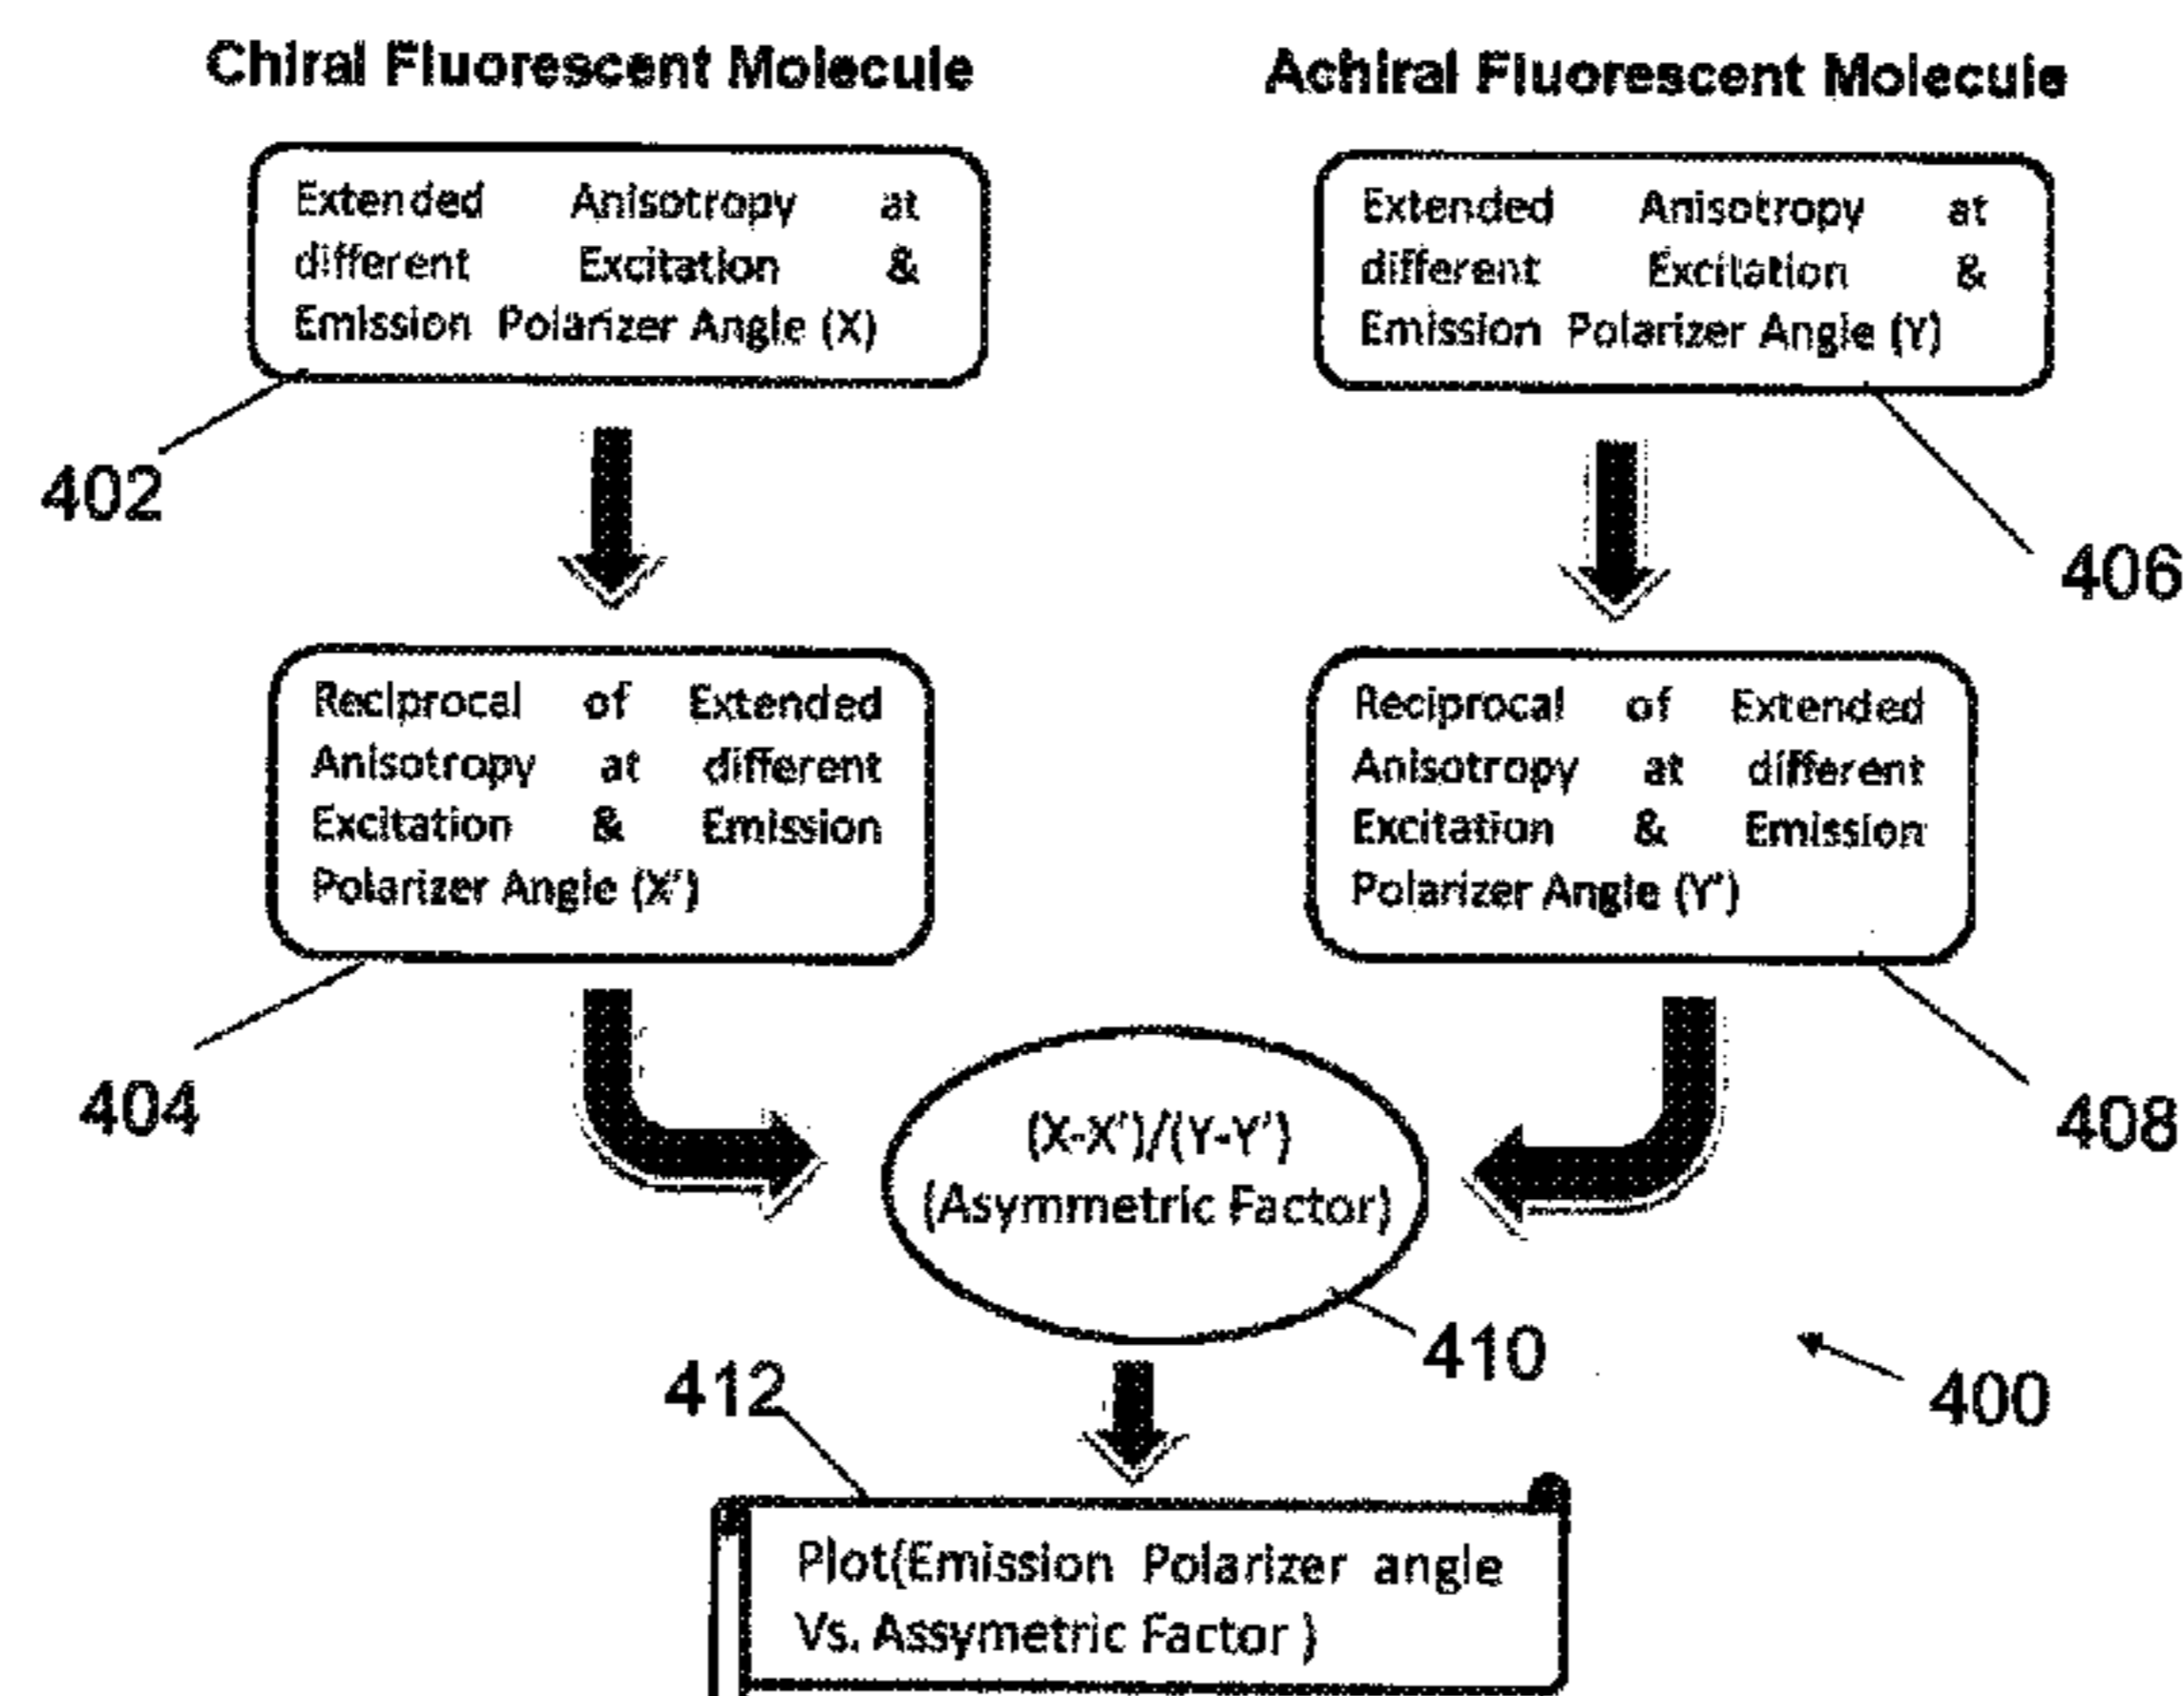 Chiral Fluorescent Molecule
Extended Anisotropy at
different Excitation &
Emission Polarizer Angle (X)
402
Reciprocal of Extended
Anisotropy at different
Excitation & Emission
Polarizer Angle (X')
404
Achiral Fluorescent Molecule
Extended Anisotropy at
different Excitation &
Emission Polarizer Angle (Y)
406
Reciprocal of Extended
Anisotropy at different
Excitation & Emission
Polarizer Angle (Y')
408
(X-X')/(Y-Y')
(Asymmetric Factor)
410
400
412
Plot(Emission Polarizer angle
Vs. Assymetric Factor )